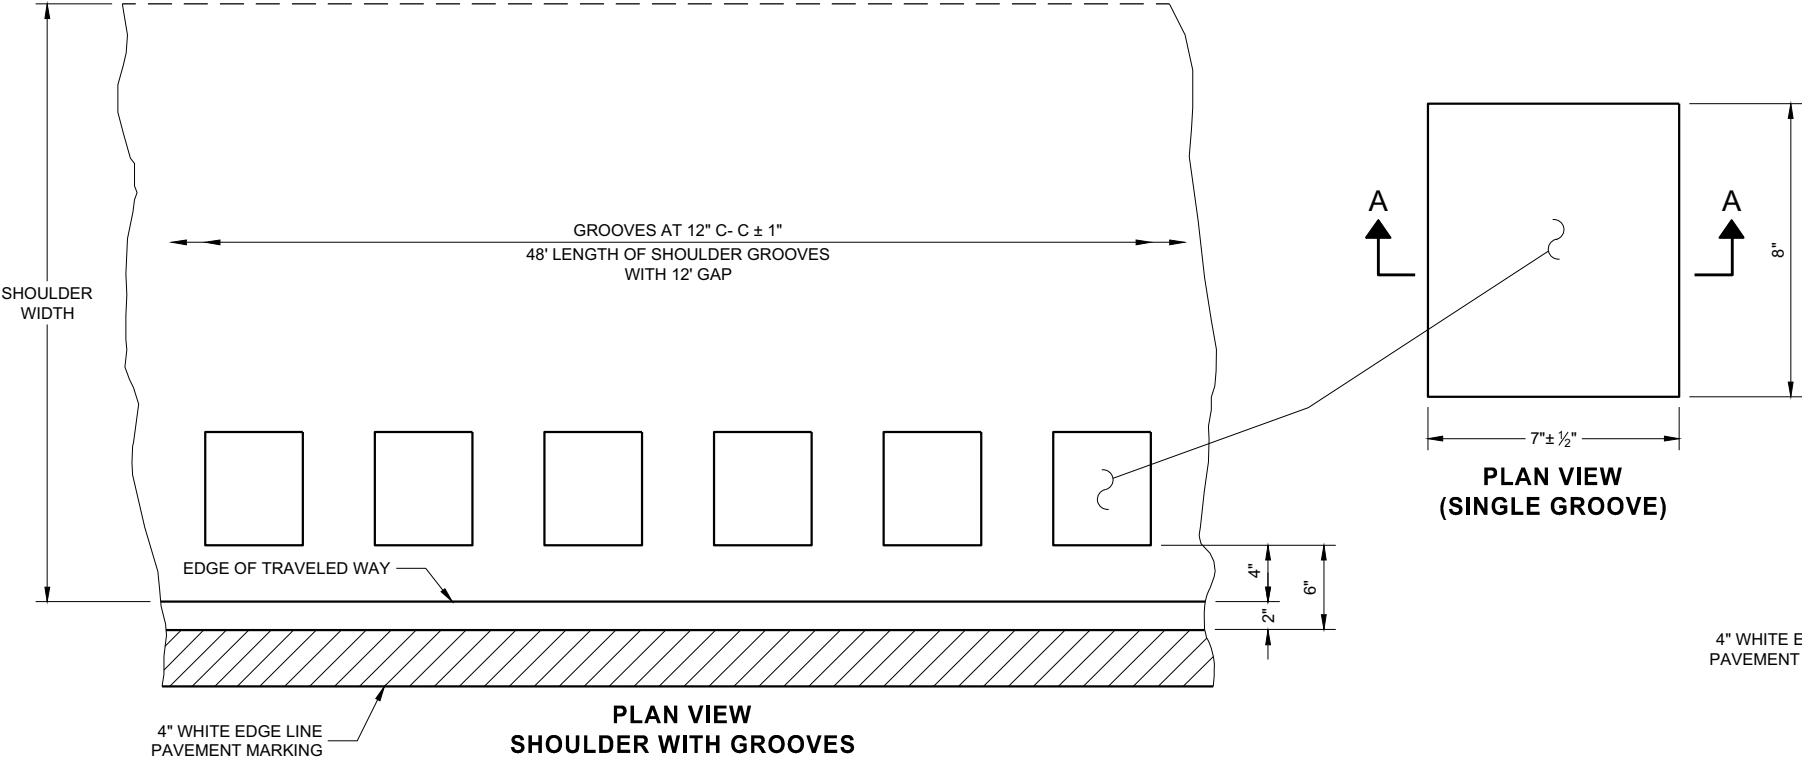 GROOVES AT 12" C- C ± 1"
48' LENGTH OF SHOULDER GROOVES
WITH 12' GAP
SHOULDER
WIDTH
EDGE OF TRAVELED WAY
4"
6"
2"
4" WHITE EDGE LINE
PAVEMENT MARKING
PLAN VIEW
SHOULDER WITH GROOVES
A
A
8"
7"± ½"
PLAN VIEW
(SINGLE GROOVE)
4" WHITE E
PAVEMENT